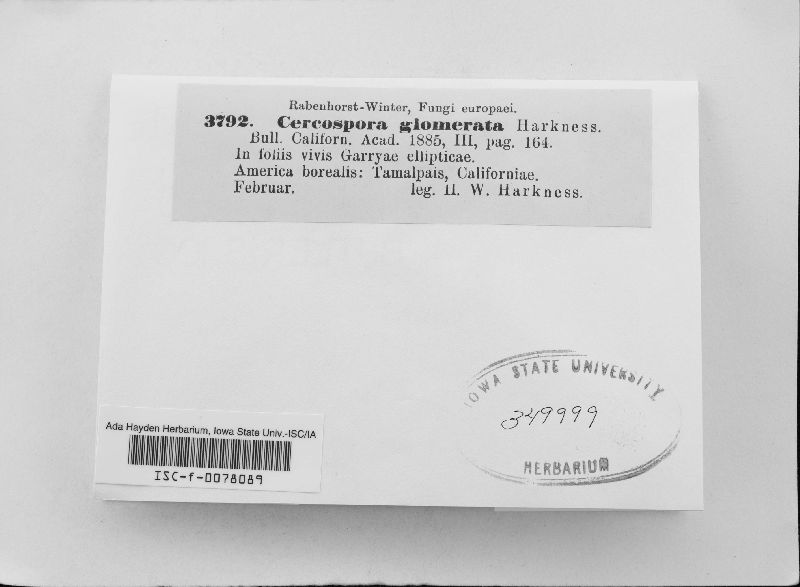 Rabenhorst-Winter, Fungi europaei.
3792. Cercospora glomerata Harkness.
Bull. Californ. Acad. 1885, III, pag. 164.
In foliis vivis Garryae ellipticae.
America borealis: Tamalpais, Californiae.
Februar. leg. H. W. Harkness.
IOWA STATE UNIVERSITY
349999
HERBARIUM
Ada Hayden Herbarium, Iowa State Univ.-ISC/IA
ISC-f-0078089